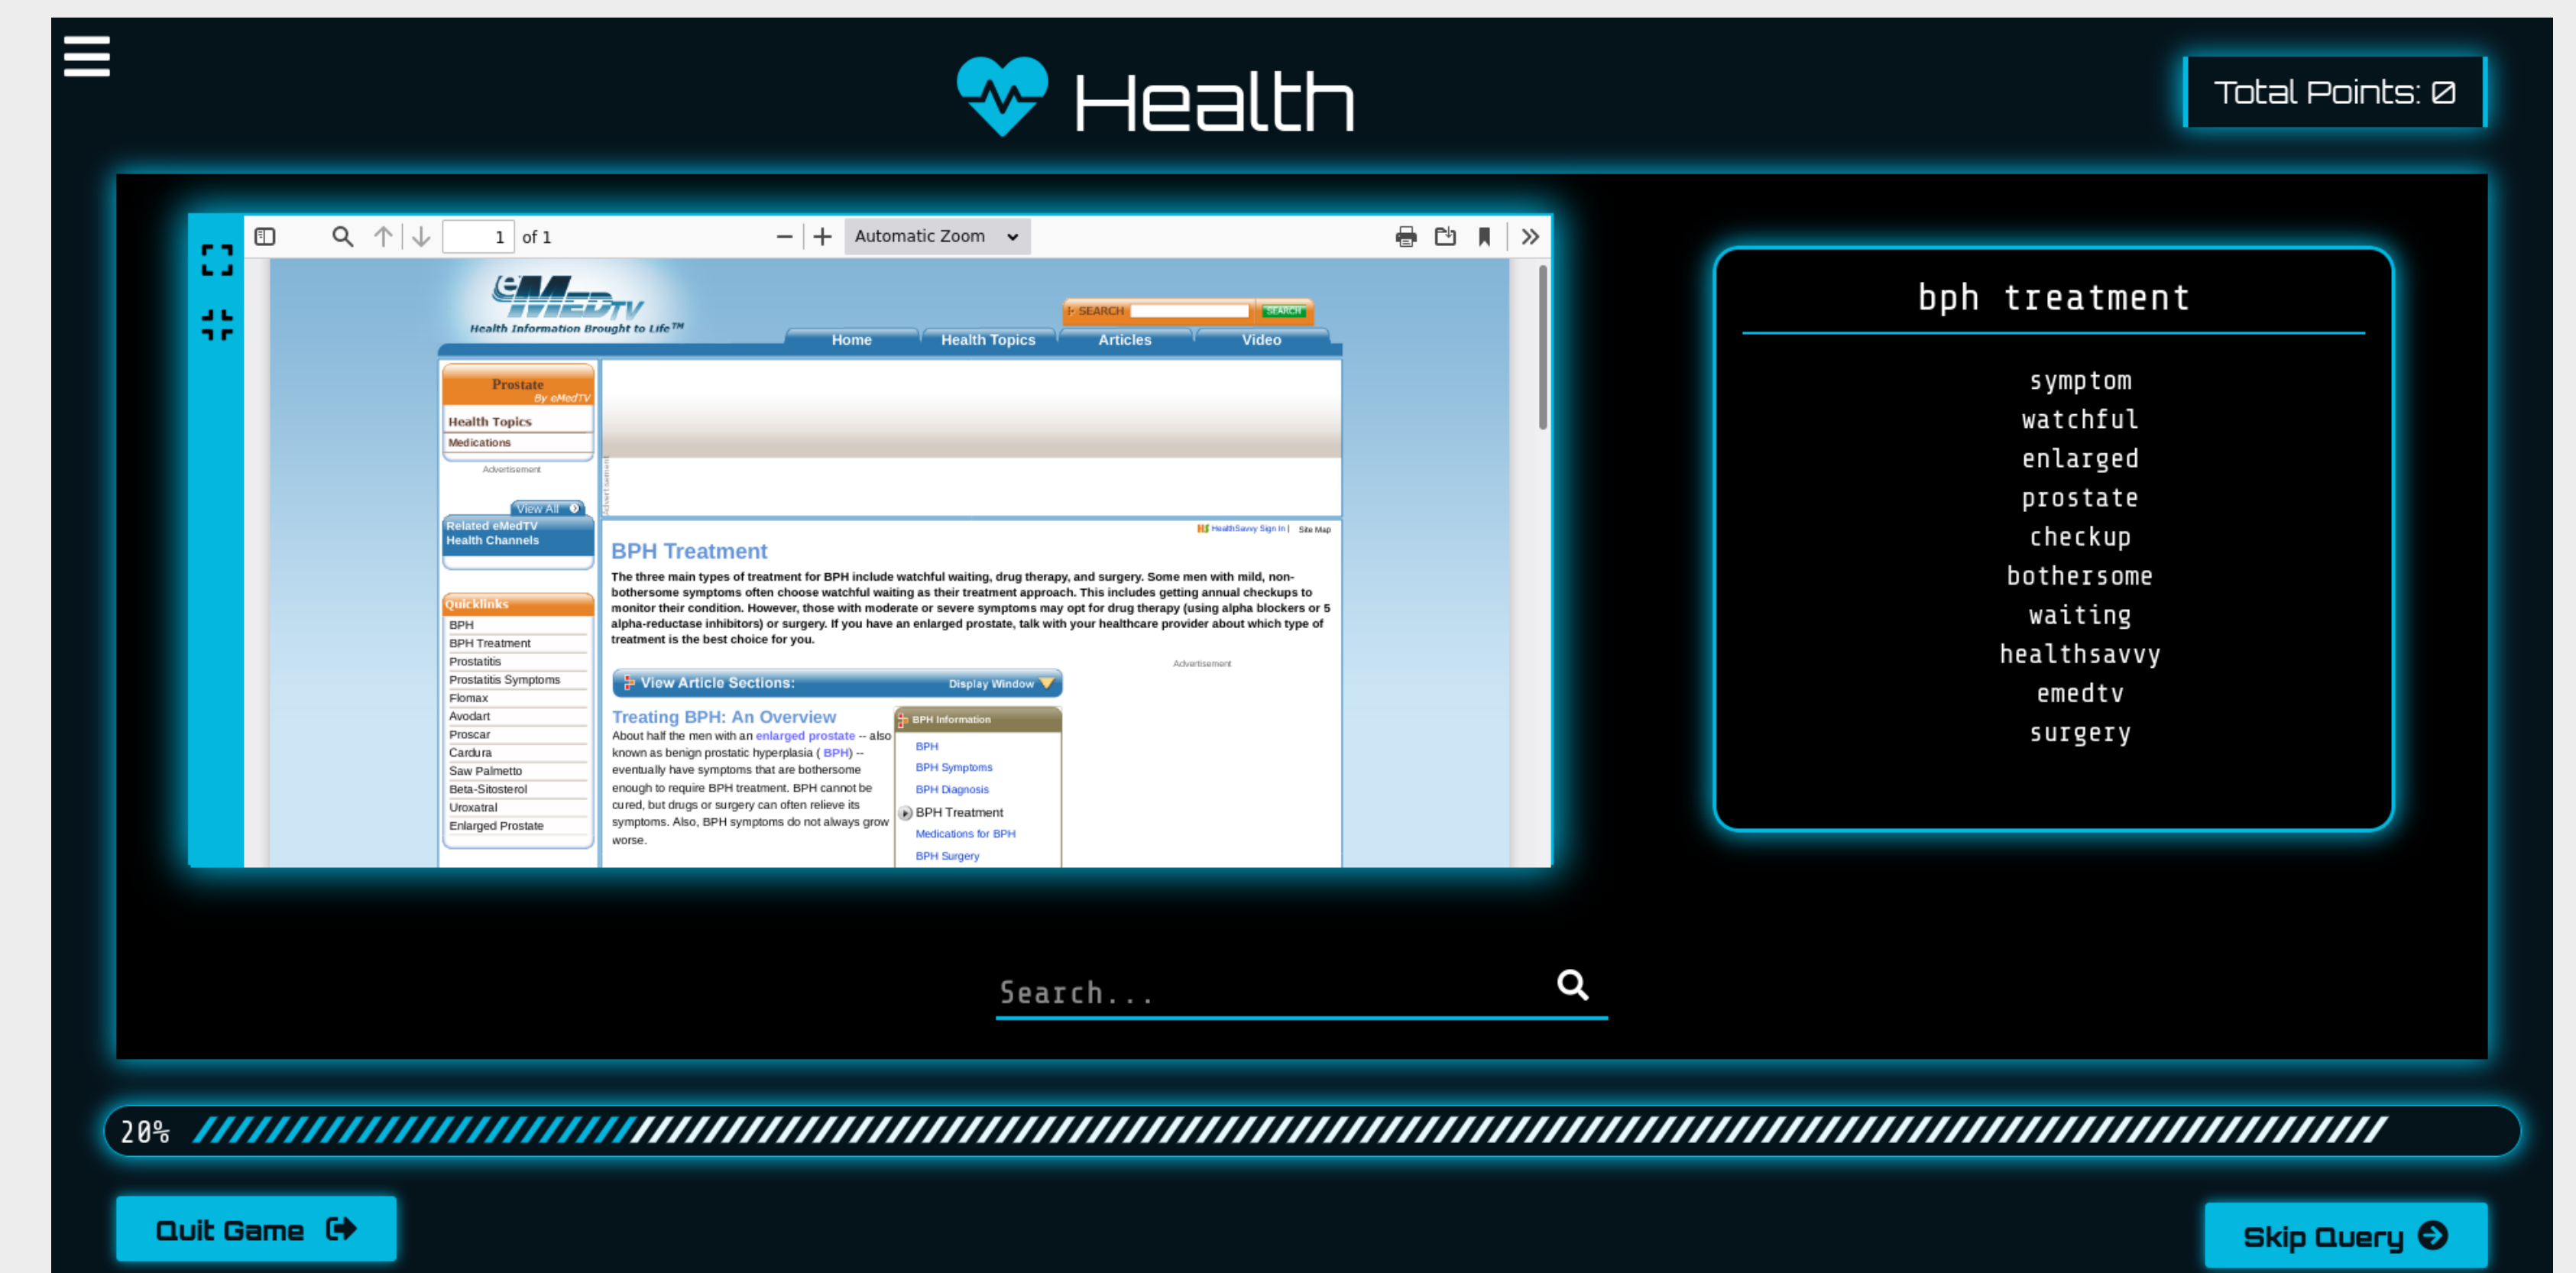 Health
Total Points: 0
1 of 1
Automatic Zoom
eMedTV
Health Information Brought to Life™
SEARCH
SEARCH
Home Health Topics Articles Video
Prostate
By eMedTV
Health Topics
Medications
Advertisement
View All
Related eMedTV
Health Channels
Quicklinks
BPH
BPH Treatment
Prostatitis
Prostatitis Symptoms
Flomax
Avodart
Proscar
Cardura
Saw Palmetto
Beta-Sitosterol
Uroxatral
Enlarged Prostate
Advertisement
HS HealthSavvy Sign In | Site Map
BPH Treatment
The three main types of treatment for BPH include watchful waiting, drug therapy, and surgery. Some men with mild, non-
bothersome symptoms often choose watchful waiting as their treatment approach. This includes getting annual checkups to
monitor their condition. However, those with moderate or severe symptoms may opt for drug therapy (using alpha blockers or 5
alpha-reductase inhibitors) or surgery. If you have an enlarged prostate, talk with your healthcare provider about which type of
treatment is the best choice for you.
Advertisement
View Article Sections: Display Window
Treating BPH: An Overview
About half the men with an enlarged prostate -- also
known as benign prostatic hyperplasia ( BPH) --
eventually have symptoms that are bothersome
enough to require BPH treatment. BPH cannot be
cured, but drugs or surgery can often relieve its
symptoms. Also, BPH symptoms do not always grow
worse.
BPH Information
BPH
BPH Symptoms
BPH Diagnosis
BPH Treatment
Medications for BPH
BPH Surgery
bph treatment
symptom
watchful
enlarged
prostate
checkup
bothersome
waiting
healthsavvy
emedtv
surgery
Search...
20%
Quit Game
Skip Query